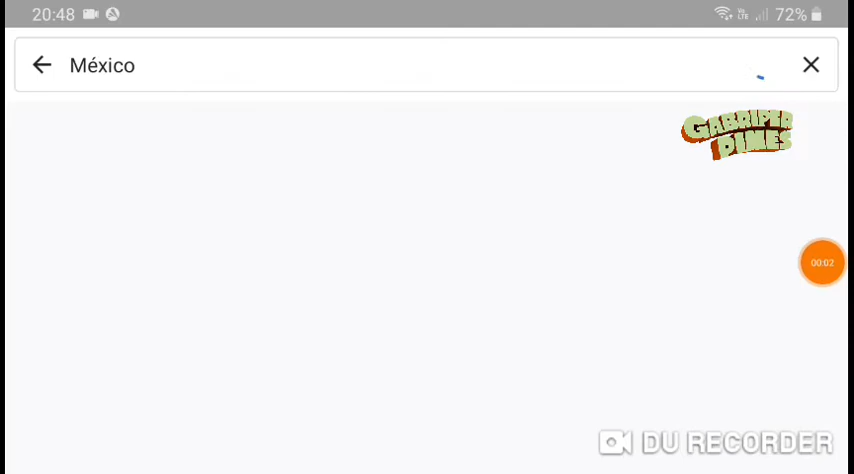 20:48
72%
México
GABRIPER
DIMES
00:02
DU RECORDER